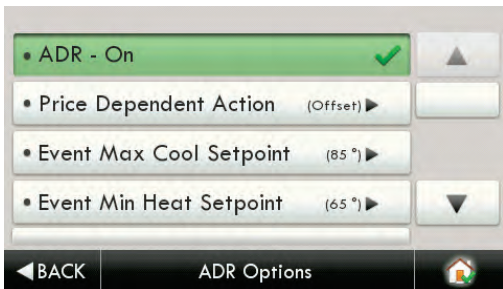 • ADR - On
• Price Dependent Action (Offset)
• Event Max Cool Setpoint (85 °)
• Event Min Heat Setpoint (65 °)
BACK ADR Options